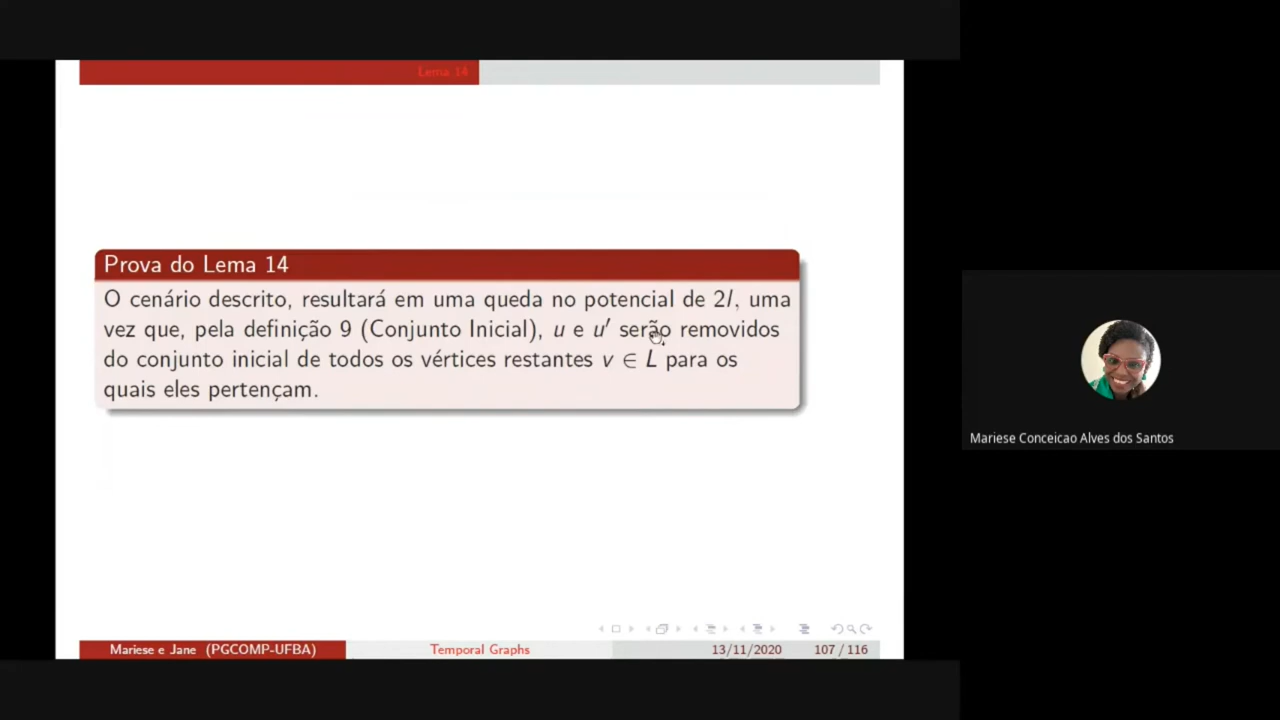 Lema 14
Prova do Lema 14
O cenário descrito, resultará em uma queda no potencial de 2l, uma
vez que, pela definição 9 (Conjunto Inicial), u e u′ serão removidos
do conjunto inicial de todos os vértices restantes v ∈ L para os
quais eles pertençam.
Mariese Conceicao Alves dos Santos
Mariese e Jane (PGCOMP-UFBA) Temporal Graphs 13/11/2020 107 / 116